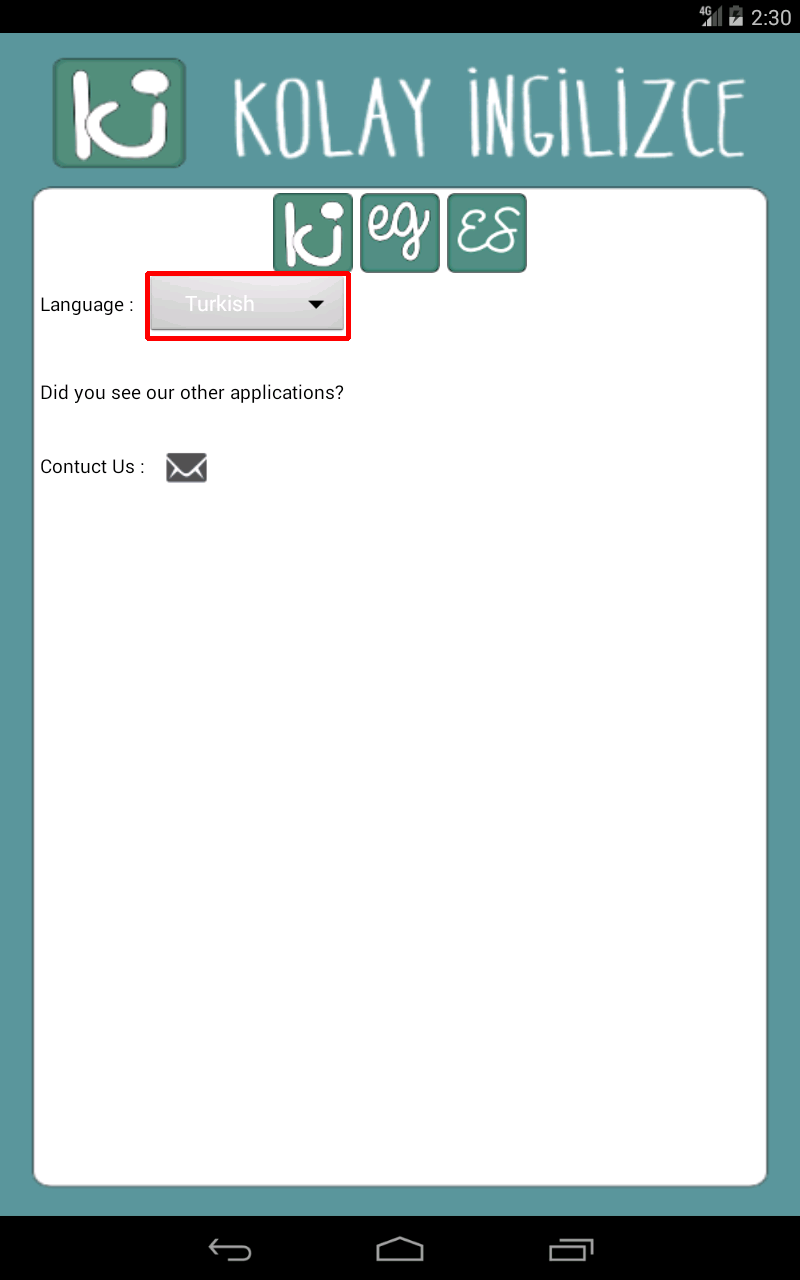 4G 2:30
ki KOLAY İNGİLİZCE
ki eg ES
Language : Turkish
Did you see our other applications?
Contuct Us :